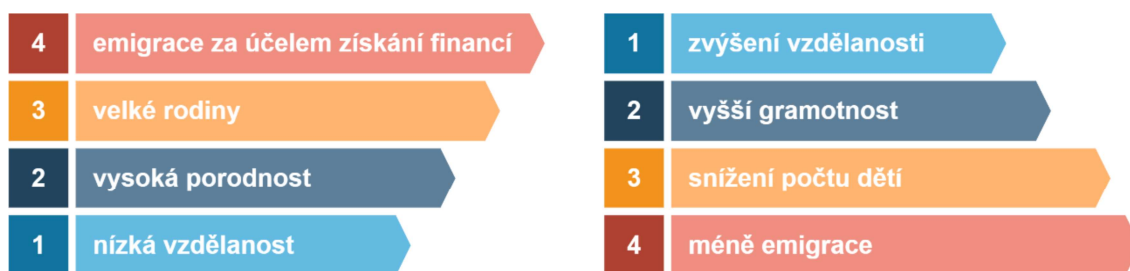 4 emigrace za účelem získání financí
3 velké rodiny
2 vysoká porodnost
1 nízká vzdělanost
1 zvýšení vzdělanosti
2 vyšší gramotnost
3 snížení počtu dětí
4 méně emigrace